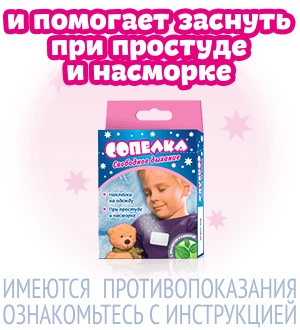 и помогает заснуть
при простуде
и насморке
СОПЕЛКА
Свободное дыхание
Наклейки
на одежду
При простуде
и насморке
ИМЕЮТСЯ ПРОТИВОПОКАЗАНИЯ
ОЗНАКОМЬТЕСЬ С ИНСТРУКЦИЕЙ